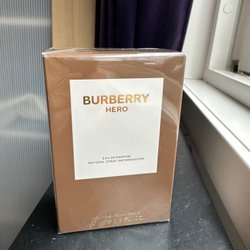 BURBERRY
HERO
EAU DE PARFUM
NATURAL SPRAY VAPORISATEUR